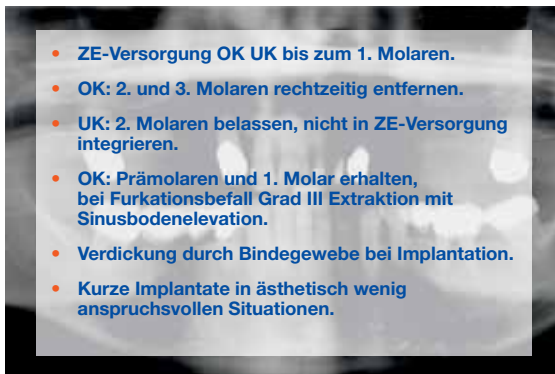 • ZE-Versorgung OK UK bis zum 1. Molaren.
• OK: 2. und 3. Molaren rechtzeitig entfernen.
• UK: 2. Molaren belassen, nicht in ZE-Versorgung
integrieren.
• OK: Prämolaren und 1. Molar erhalten,
bei Furkationsbefall Grad III Extraktion mit
Sinusbodenelevation.
• Verdickung durch Bindegewebe bei Implantation.
• Kurze Implantate in ästhetisch wenig
anspruchsvollen Situationen.